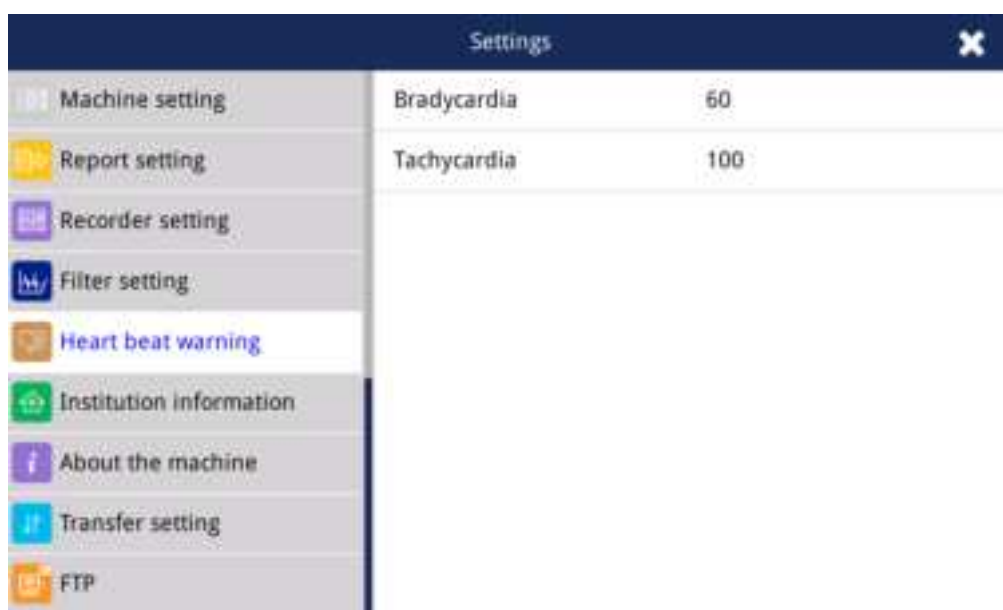 Settings
Machine setting
Report setting
Recorder setting
Filter setting
Heart beat warning
Institution information
About the machine
Transfer setting
FTP
Bradycardia 60
Tachycardia 100